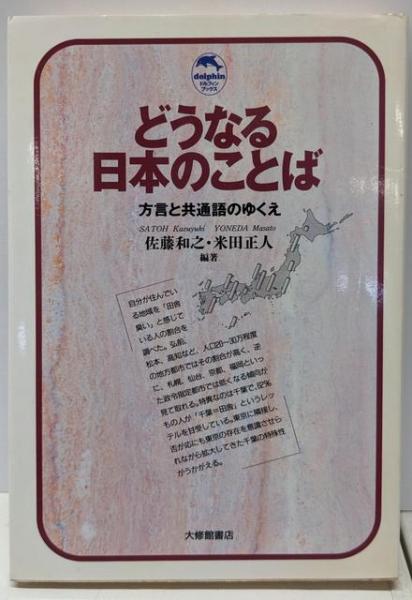 dolphin
ドルフィン
ブックス
どうなる
日本のことば
方言と共通語のゆくえ
SATOH Kazuyuki YONEDA Masato
佐藤和之・米田正人
編著
自分が住んでい
る地域を「田舎
臭い」と感じて
いる人の割合を
調べた。弘前、
松本、高知など、人口20〜30万程度
の地方都市ではその割合が高く、逆
に、札幌、仙台、京都、福岡といっ
た政令指定都市では低くなる傾向が
見て取れる。特異なのは千葉で、62%
もの人が「千葉=田舎」というレッ
テルを甘受している。東京に隣接し、
否が応にも東京の存在を意識させら
れながら拡大してきた千葉の特殊性
がうかがえる。
大修館書店